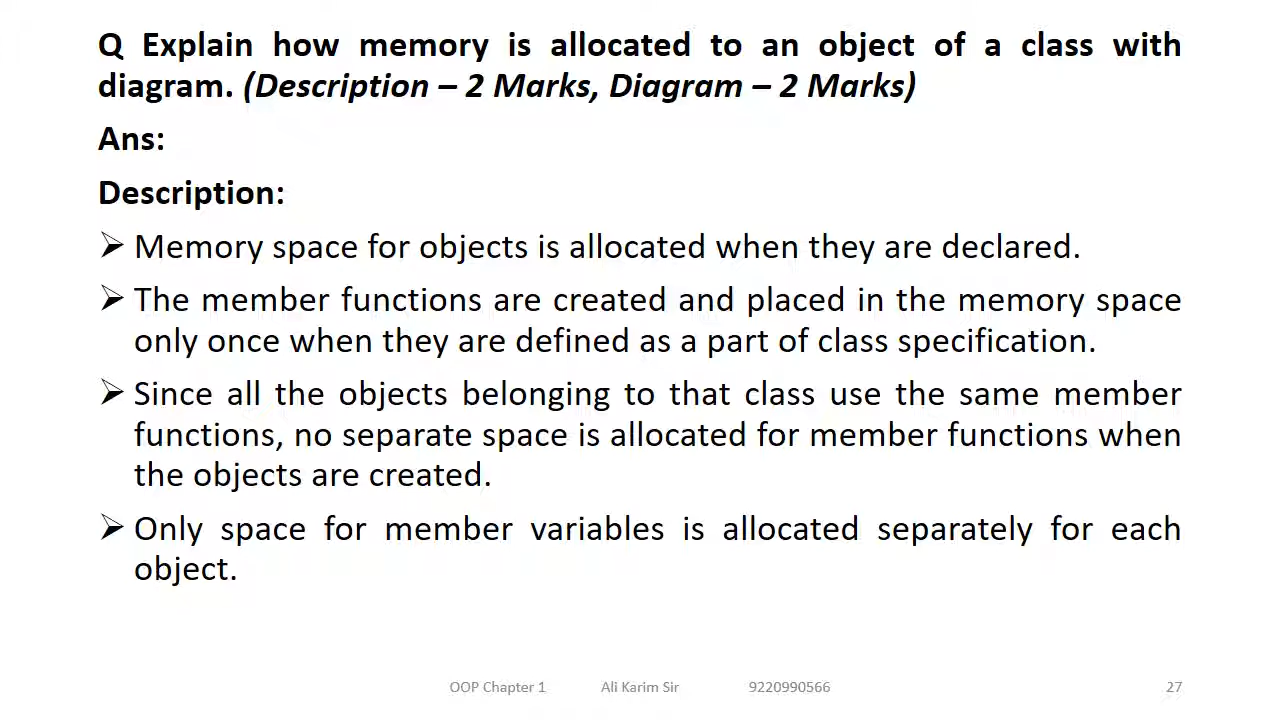 Q Explain how memory is allocated to an object of a class with
diagram. (Description – 2 Marks, Diagram – 2 Marks)
Ans:
Description:
➢ Memory space for objects is allocated when they are declared.
➢ The member functions are created and placed in the memory space
only once when they are defined as a part of class specification.
➢ Since all the objects belonging to that class use the same member
functions, no separate space is allocated for member functions when
the objects are created.
➢ Only space for member variables is allocated separately for each
object.
OOP Chapter 1 Ali Karim Sir 9220990566 27